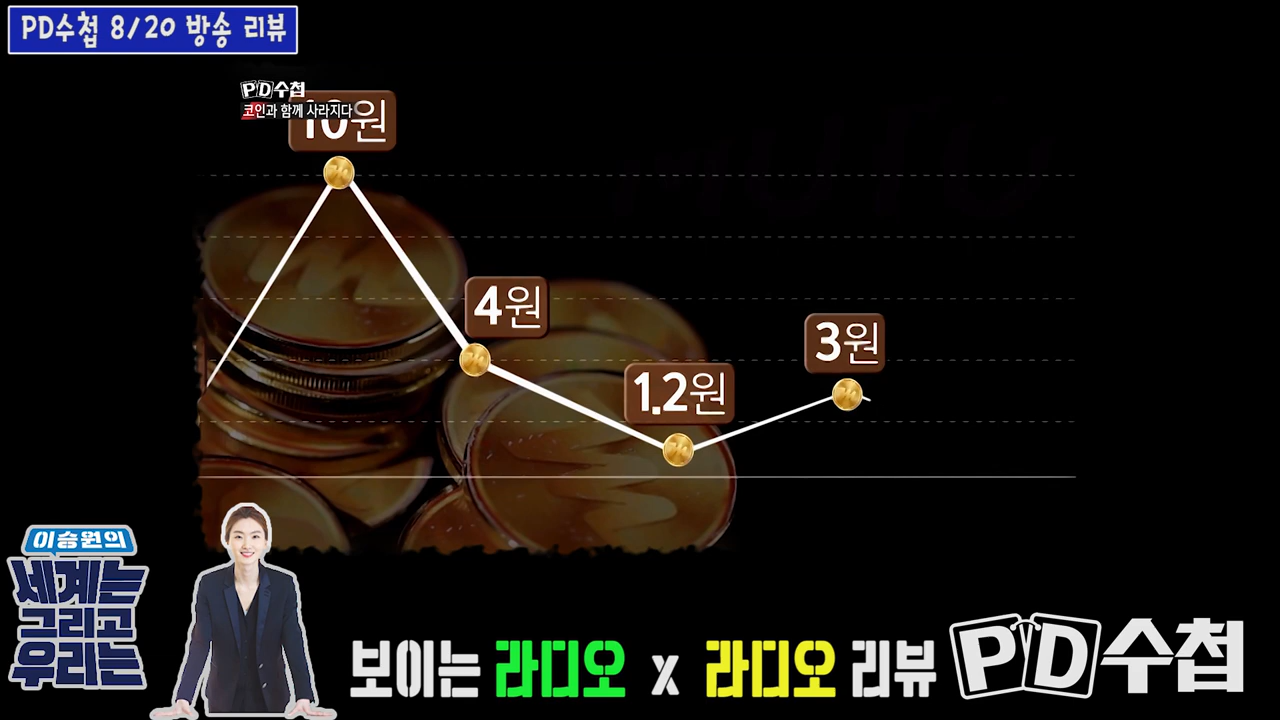 PD수첩 8/20 방송 리뷰
PD수첩
코인과 함께 사라지다
10원
4원
1.2원
3원
이승원의
세계는
그리고
우리는
보이는 라디오 x 라디오 리뷰 PD수첩